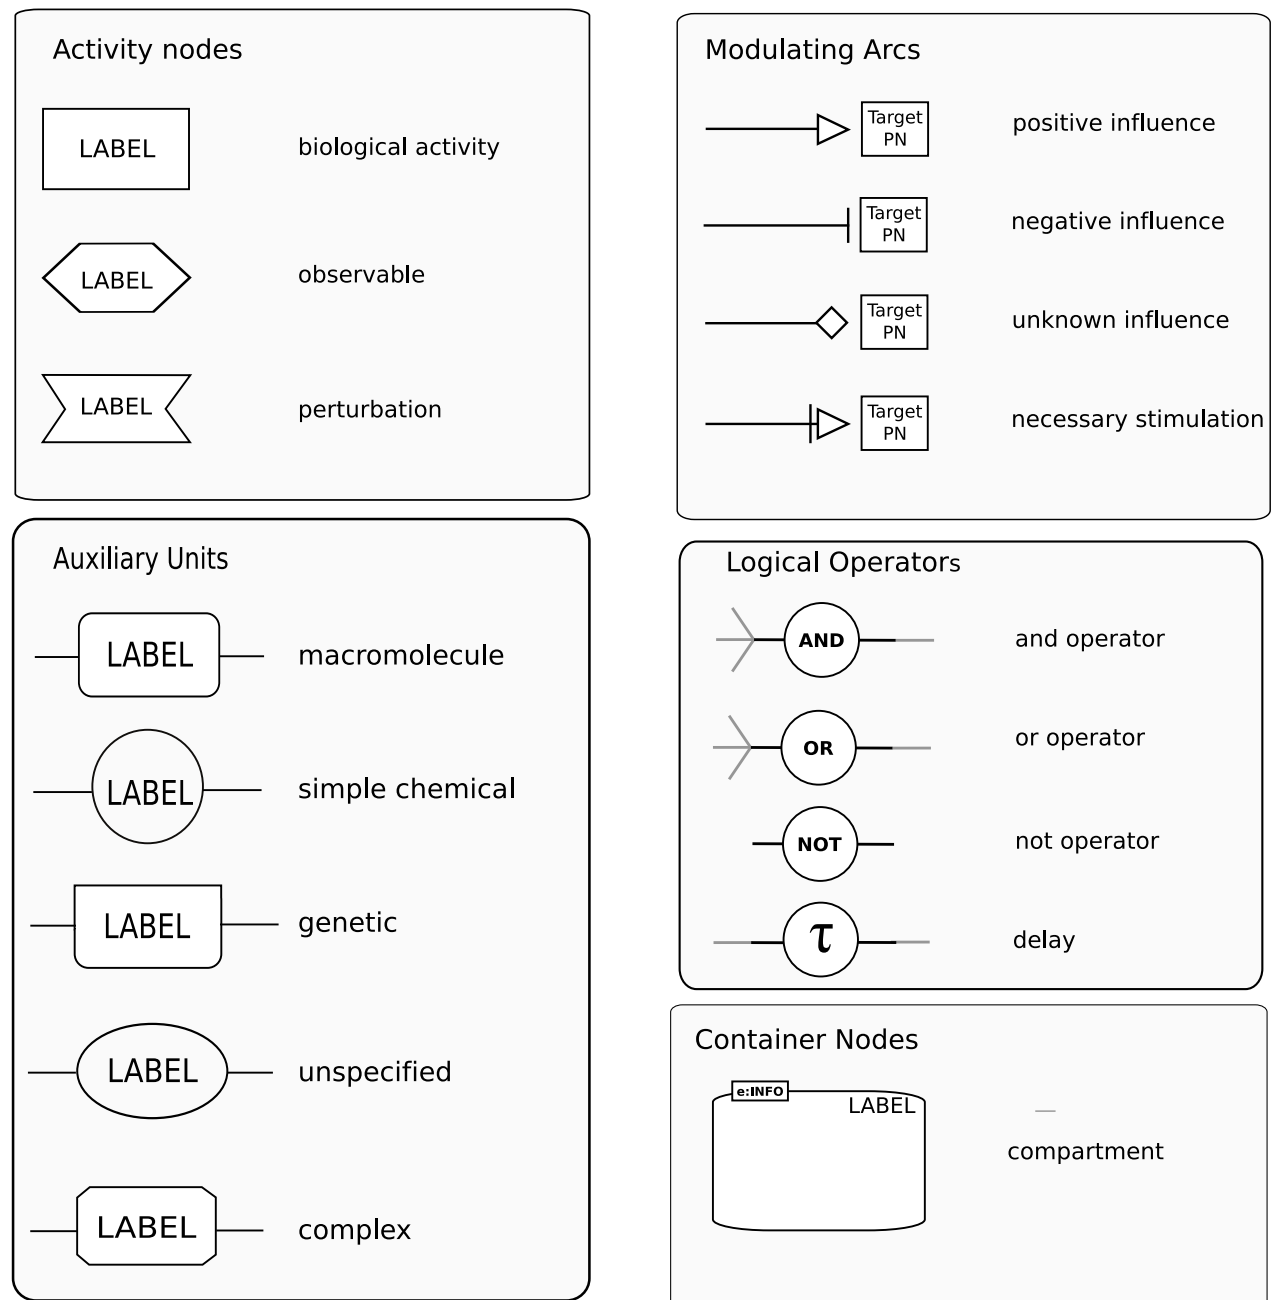 Activity nodes
LABEL
biological activity
LABEL
observable
LABEL
perturbation
Auxiliary Units
LABEL
macromolecule
LABEL
simple chemical
LABEL
genetic
LABEL
unspecified
LABEL
complex
Modulating Arcs
Target
PN
positive influence
Target
PN
negative influence
Target
PN
unknown influence
Target
PN
necessary stimulation
Logical Operators
AND
and operator
OR
or operator
NOT
not operator
τ
delay
Container Nodes
e:INFO
LABEL
compartment